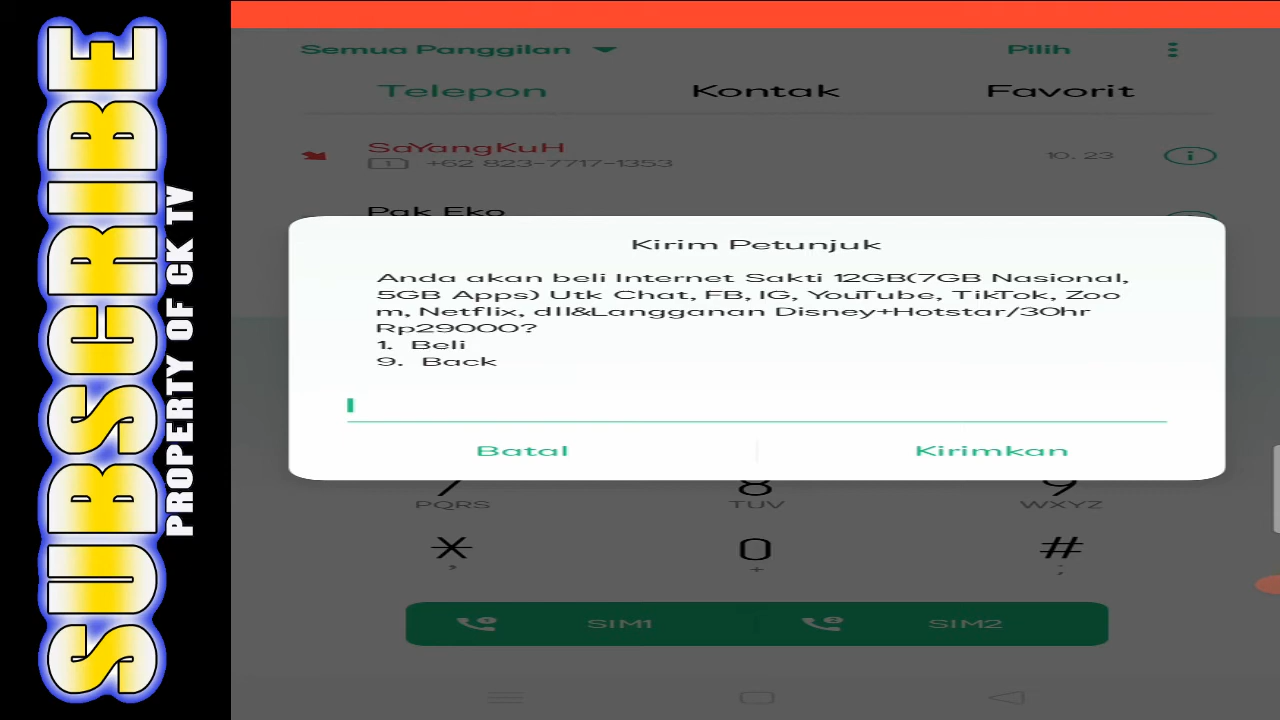 SUBSCRIBE
PROPERTY OF CK TV
Semua Panggilan
Pilih
Telepon
Kontak
Favorit
SaYangKuH
1 +62 823-7717-1353
10. 23
Pak Eko
Kirim Petunjuk
Anda akan beli Internet Sakti 12GB(7GB Nasional,
5GB Apps) Utk Chat, FB, IG, YouTube, TikTok, Zoo
m, Netflix, dll&Langganan Disney+Hotstar/30hr
Rp29000?
1. Beli
9. Back
Batal
Kirimkan
7 8 9
PQRS TUV WXYZ
* 0 #
, + ;
SIM1
SIM2